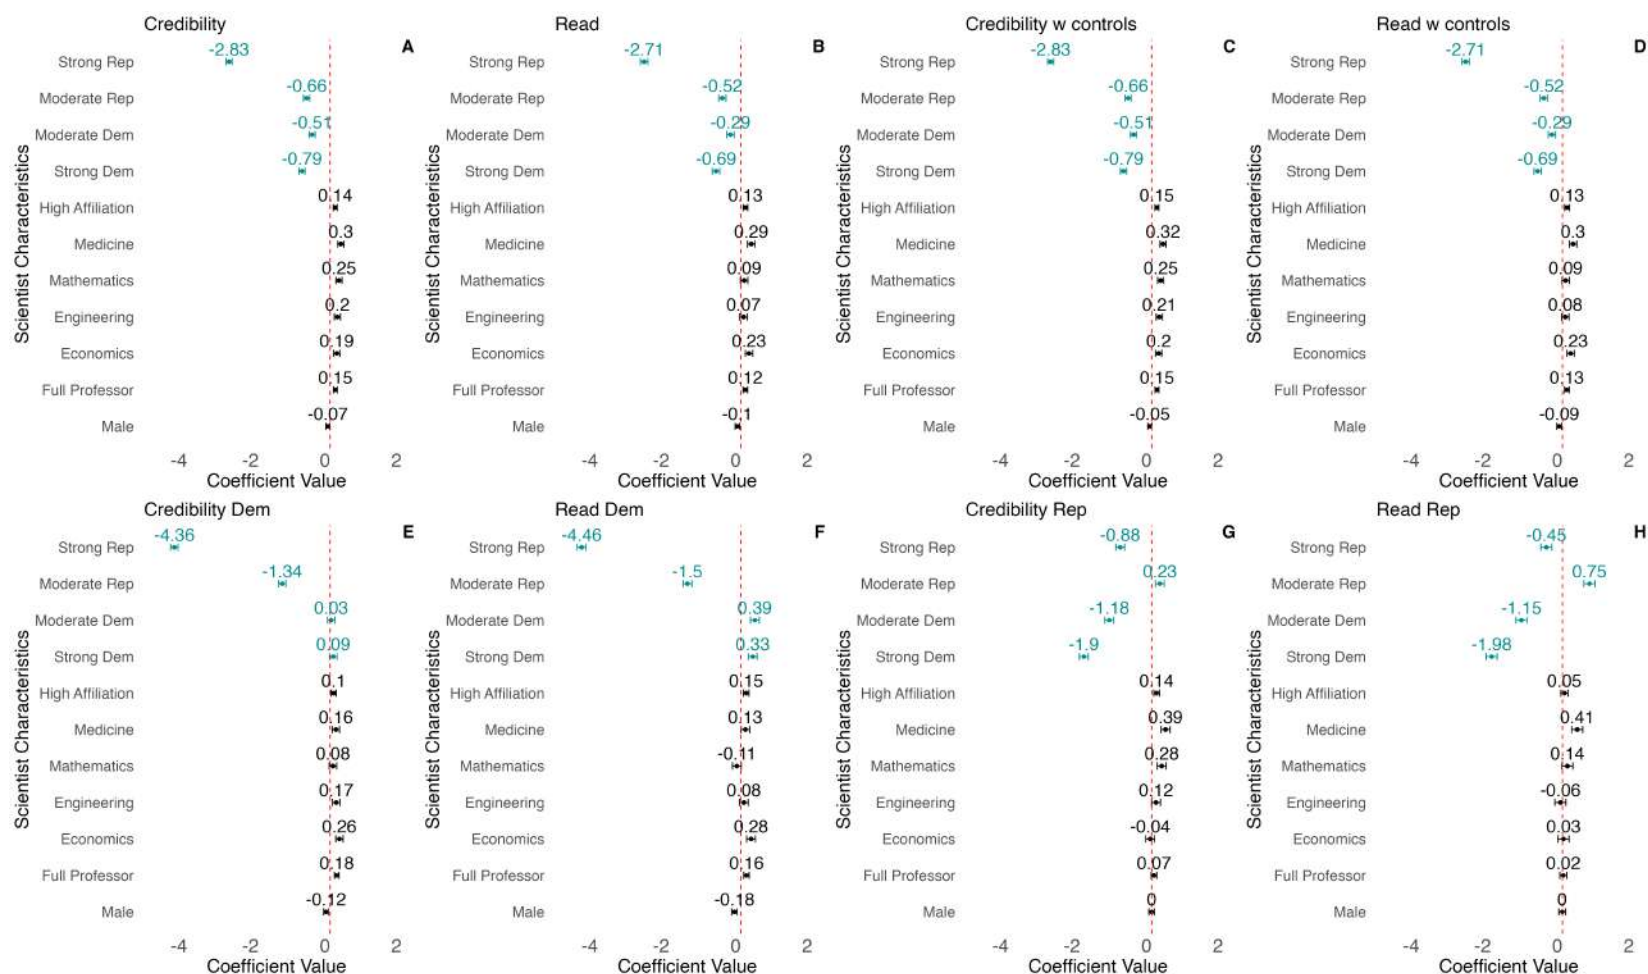 Credibility
A
Scientist Characteristics
Strong Rep -2.83
Moderate Rep -0.66
Moderate Dem -0.51
Strong Dem -0.79
High Affiliation 0.14
Medicine 0.3
Mathematics 0.25
Engineering 0.2
Economics 0.19
Full Professor 0.15
Male -0.07
-4 -2 0 2
Coefficient Value
Read
B
Scientist Characteristics
Strong Rep -2.71
Moderate Rep -0.52
Moderate Dem -0.29
Strong Dem -0.69
High Affiliation 0.13
Medicine 0.29
Mathematics 0.09
Engineering 0.07
Economics 0.23
Full Professor 0.12
Male -0.1
-4 -2 0 2
Coefficient Value
Credibility w controls
C
Scientist Characteristics
Strong Rep -2.83
Moderate Rep -0.66
Moderate Dem -0.51
Strong Dem -0.79
High Affiliation 0.15
Medicine 0.32
Mathematics 0.25
Engineering 0.21
Economics 0.2
Full Professor 0.15
Male -0.05
-4 -2 0 2
Coefficient Value
Read w controls
D
Scientist Characteristics
Strong Rep -2.71
Moderate Rep -0.52
Moderate Dem -0.29
Strong Dem -0.69
High Affiliation 0.13
Medicine 0.3
Mathematics 0.09
Engineering 0.08
Economics 0.23
Full Professor 0.13
Male -0.09
-4 -2 0 2
Coefficient Value
Credibility Dem
E
Scientist Characteristics
Strong Rep -4.36
Moderate Rep -1.34
Moderate Dem 0.03
Strong Dem 0.09
High Affiliation 0.1
Medicine 0.16
Mathematics 0.08
Engineering 0.17
Economics 0.26
Full Professor 0.18
Male -0.12
-4 -2 0 2
Coefficient Value
Read Dem
F
Scientist Characteristics
Strong Rep -4.46
Moderate Rep -1.5
Moderate Dem 0.39
Strong Dem 0.33
High Affiliation 0.15
Medicine 0.13
Mathematics -0.11
Engineering 0.08
Economics 0.28
Full Professor 0.16
Male -0.18
-4 -2 0 2
Coefficient Value
Credibility Rep
G
Scientist Characteristics
Strong Rep -0.88
Moderate Rep 0.23
Moderate Dem -1.18
Strong Dem -1.9
High Affiliation 0.14
Medicine 0.39
Mathematics 0.28
Engineering 0.12
Economics -0.04
Full Professor 0.07
Male 0
-4 -2 0 2
Coefficient Value
Read Rep
H
Scientist Characteristics
Strong Rep -0.45
Moderate Rep 0.75
Moderate Dem -1.15
Strong Dem -1.98
High Affiliation 0.05
Medicine 0.41
Mathematics 0.14
Engineering -0.06
Economics 0.03
Full Professor 0.02
Male 0
-4 -2 0 2
Coefficient Value